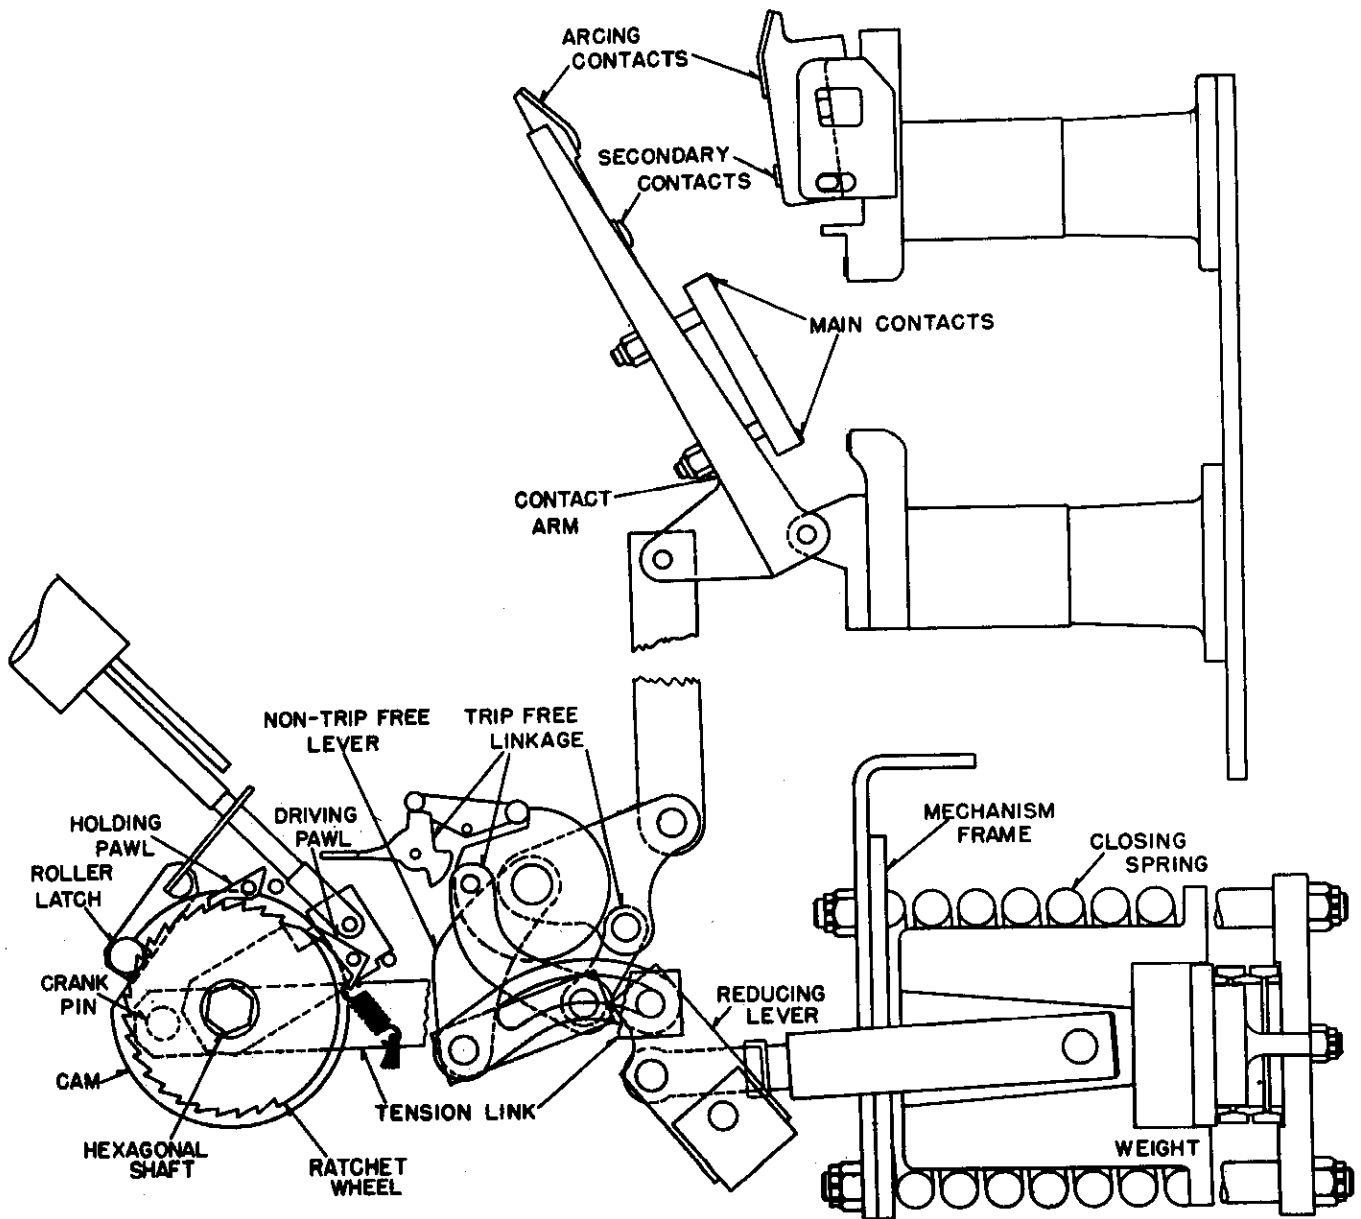 ARCING
CONTACTS
SECONDARY
CONTACTS
MAIN CONTACTS
CONTACT
ARM
NON-TRIP FREE
LEVER
TRIP FREE
LINKAGE
HOLDING
PAWL
DRIVING
PAWL
ROLLER
LATCH
MECHANISM
FRAME
CLOSING
SPRING
CRANK
PIN
REDUCING
LEVER
CAM
TENSION LINK
HEXAGONAL
SHAFT
RATCHET
WHEEL
WEIGHT